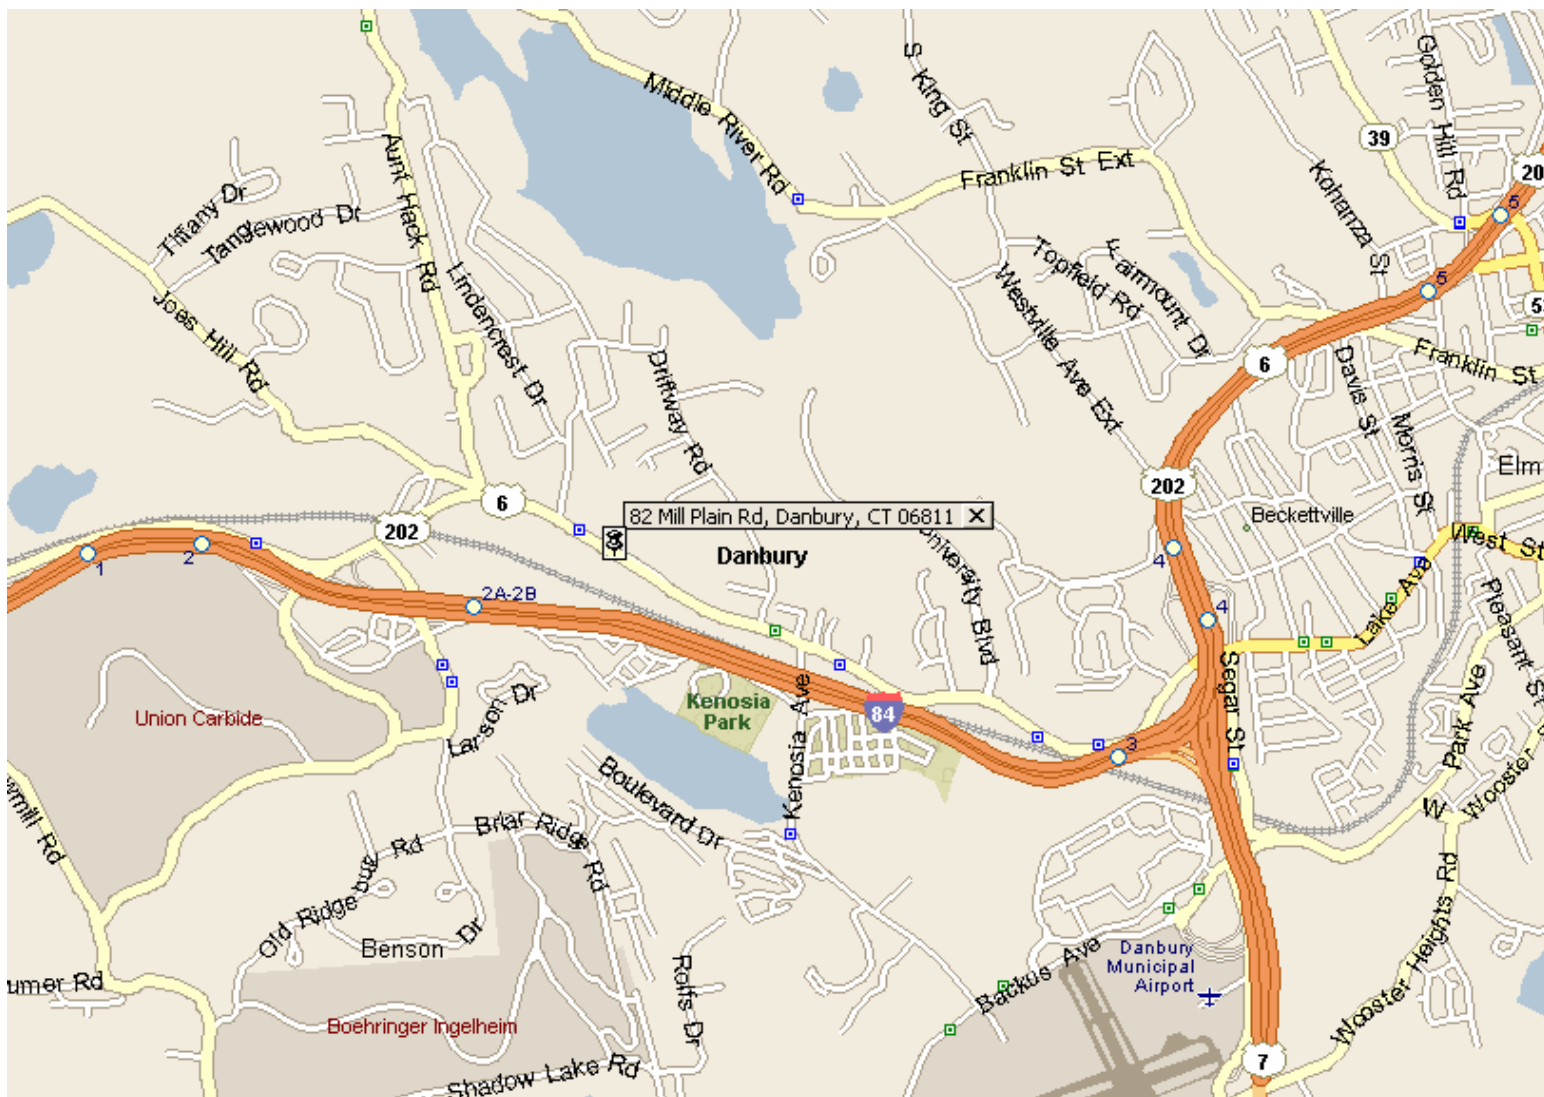 Middle River Rd
S King St
Golden Hill Rd
39
Aunt Hack Rd
Franklin St Ext
Kohanza St
Tiffany Dr
Tanglewood Dr
5
Topfield Rd
Fairmount Dr
Joes Hill Rd
Lindencrest Dr
Westville Ave Ext
5
Driftway Rd
6
Franklin St
Davis St
Morris St
202
6
202
82 Mill Plain Rd, Danbury, CT 06811
Beckettville
Danbury
University Blvd
West St
1
2
2A-2B
4
4
Lake Ave
Pleasant St
Segar St
Park Ave
Union Carbide
Larson Dr
Kenosia
Park
Kenosia Ave
84
3
Boulevard Dr
Wooster
W
Briar Ridge Rd
Old Ridgebury Rd
Benson Dr
Wooster Heights Rd
Danbury
Municipal
Airport
Backus Ave
Rolfs Dr
Boehringer Ingelheim
Shadow Lake Rd
7